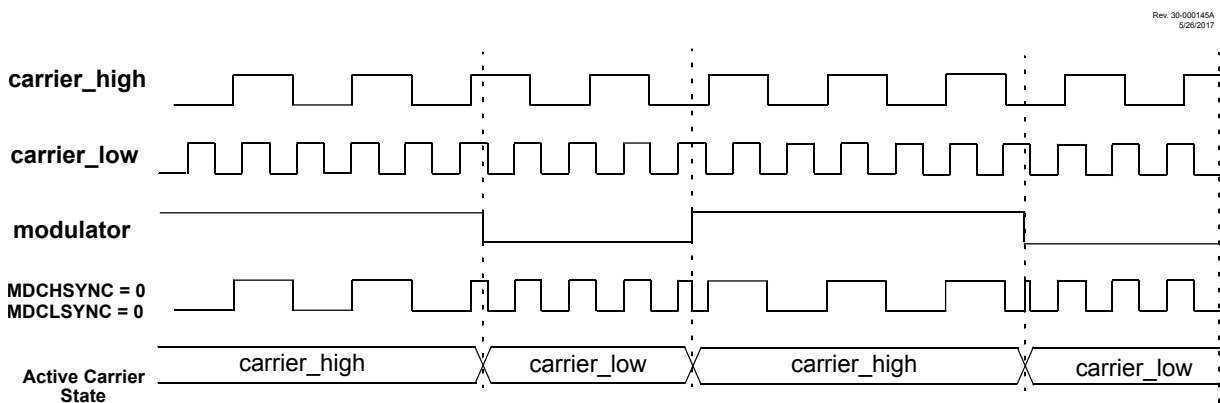 Rev. 30-000145A
5/26/2017
carrier_high
carrier_low
modulator
MDCHSYNC = 0
MDCLSYNC = 0
Active Carrier
State
carrier_high
carrier_low
carrier_high
carrier_low